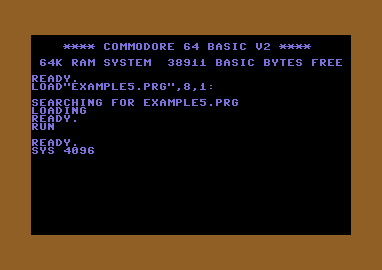 **** COMMODORE 64 BASIC V2 ****
64K RAM SYSTEM  38911 BASIC BYTES FREE
READY.
LOAD"EXAMPLE5.PRG",8,1:
SEARCHING FOR EXAMPLE5.PRG
LOADING
READY.
RUN
READY.
SYS 4096